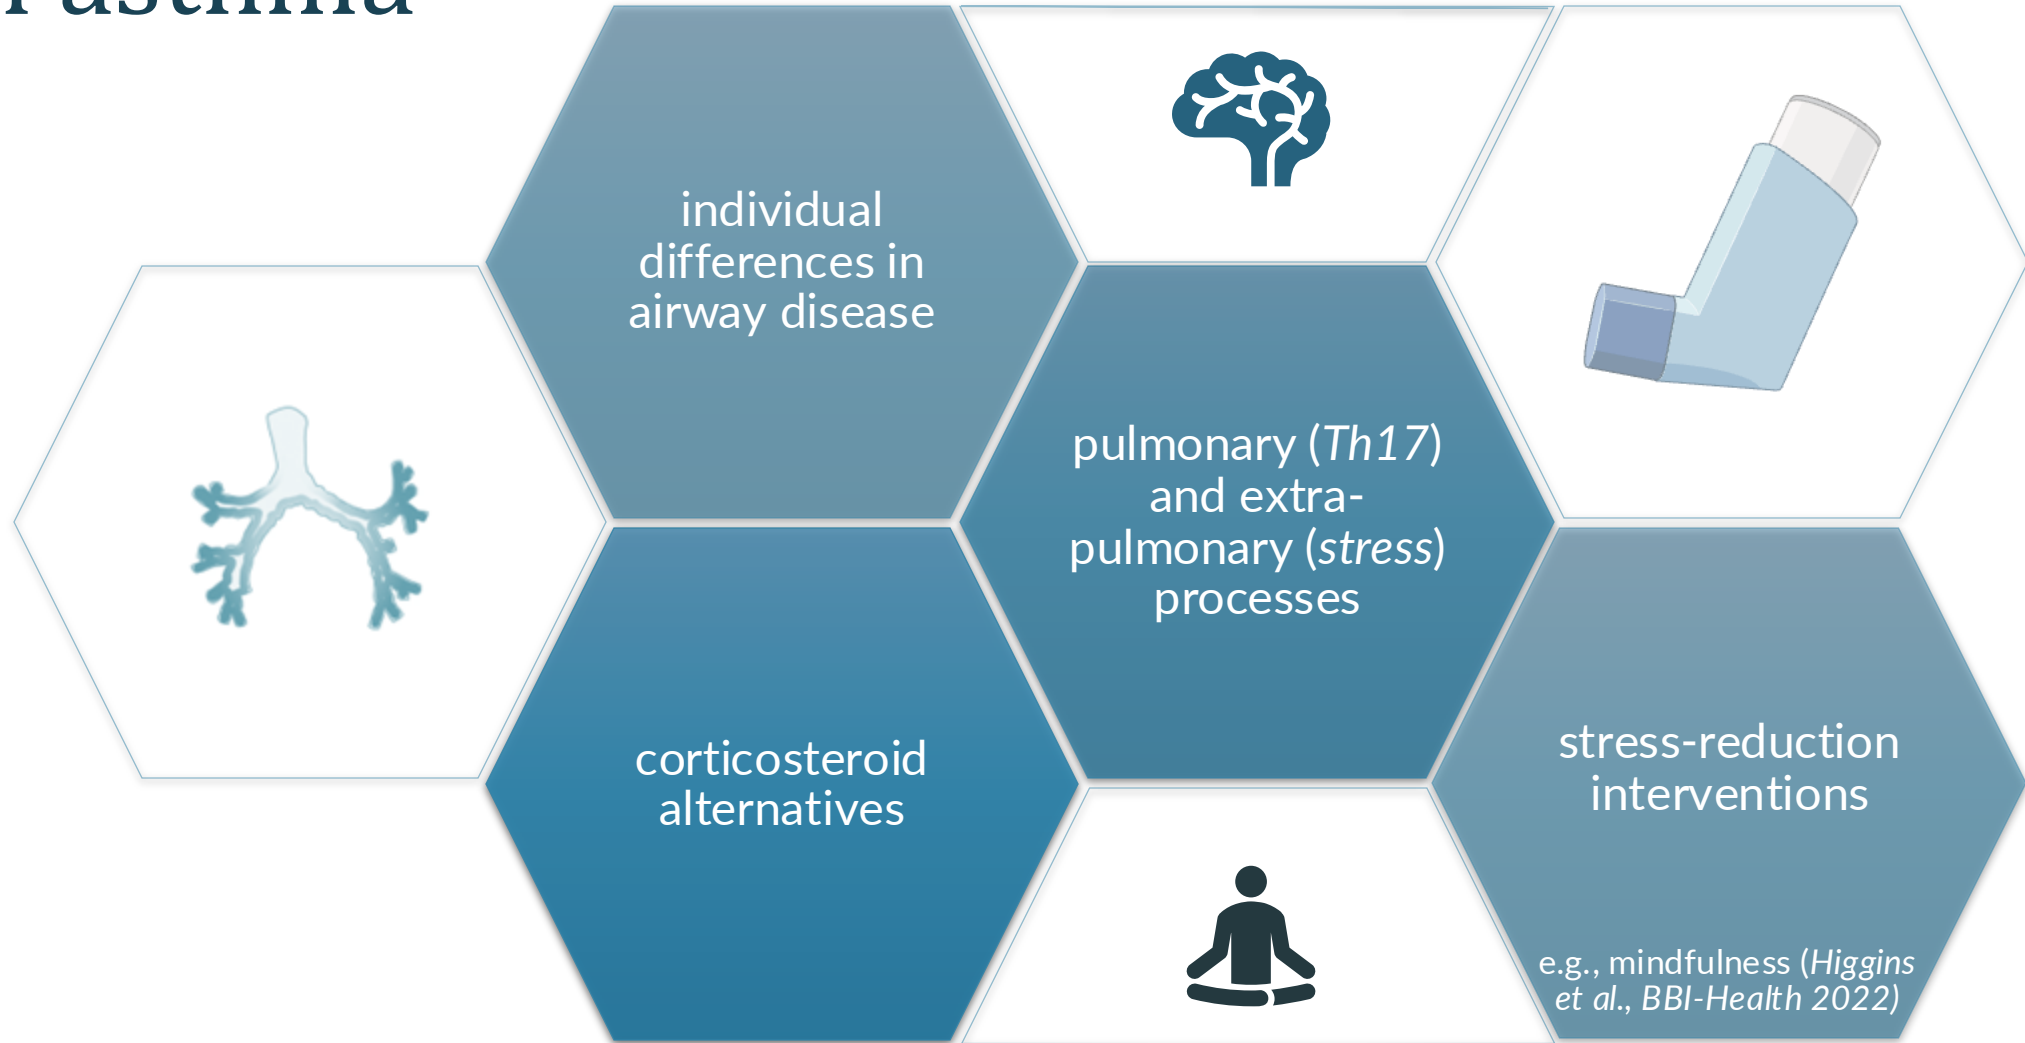 asthma
individual
differences in
airway disease
pulmonary (Th17)
and extra-
pulmonary (stress)
processes
corticosteroid
alternatives
stress-reduction
interventions
e.g., mindfulness (Higgins
et al., BBI-Health 2022)